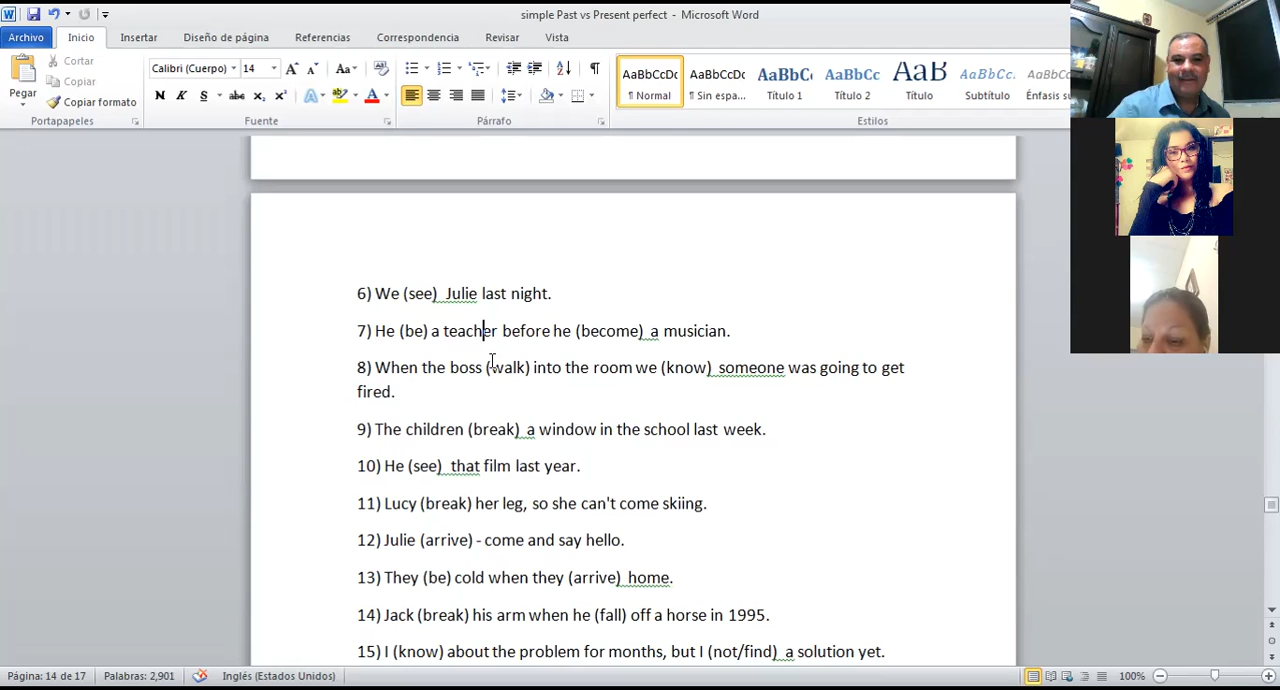 simple Past vs Present perfect - Microsoft Word
Archivo Inicio Insertar Diseño de página Referencias Correspondencia Revisar Vista
Pegar
Cortar
Copiar
Copiar formato
Portapapeles
Calibri (Cuerpo) 14
Fuente
Párrafo
AaBbCcDc AaBbCcDc AaBbC AaBbCc AaB AaBbCc. AaBbCc
¶ Normal ¶ Sin espa... Título 1 Título 2 Título Subtítulo Énfasis
Estilos
6) We (see) Julie last night.
7) He (be) a teacher before he (become) a musician.
8) When the boss (walk) into the room we (know) someone was going to get
fired.
9) The children (break) a window in the school last week.
10) He (see) that film last year.
11) Lucy (break) her leg, so she can't come skiing.
12) Julie (arrive) - come and say hello.
13) They (be) cold when they (arrive) home.
14) Jack (break) his arm when he (fall) off a horse in 1995.
15) I (know) about the problem for months, but I (not/find) a solution yet.
Página: 14 de 17 Palabras: 2,901 Inglés (Estados Unidos) 100%